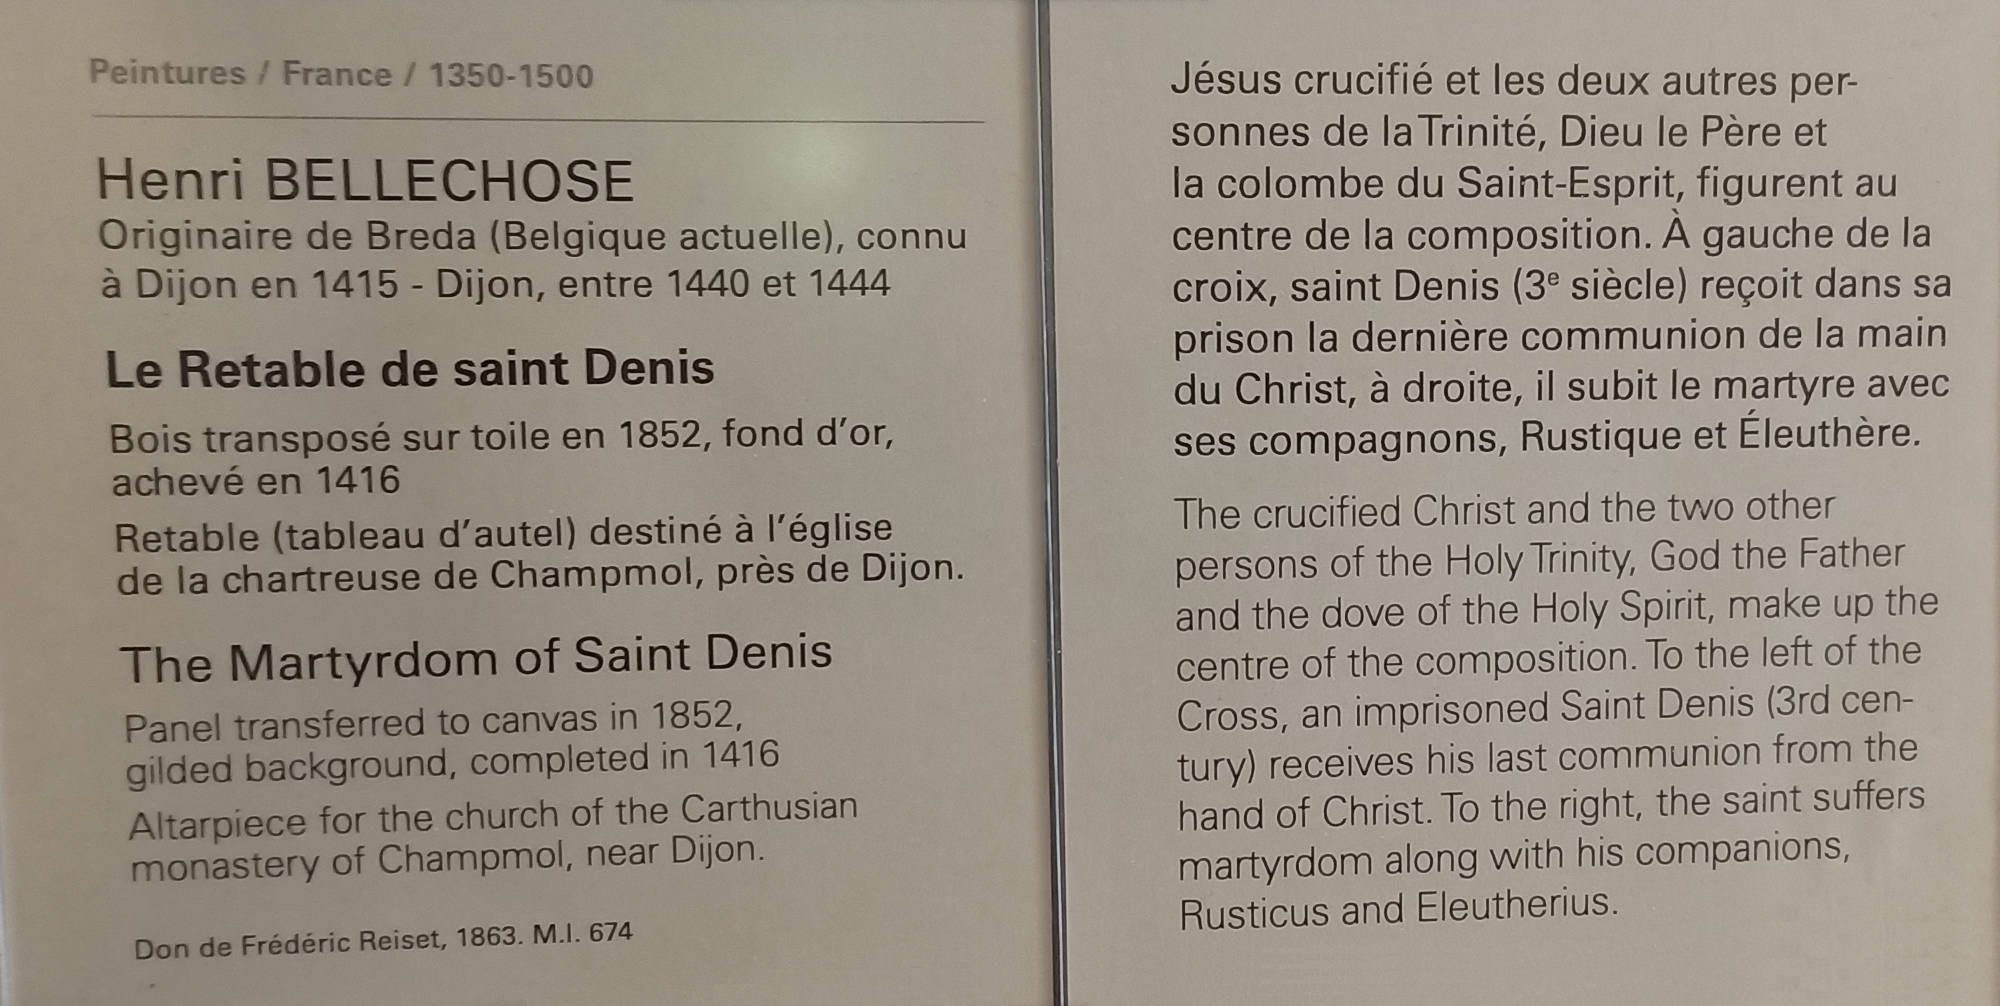 Peintures / France / 1350-1500
Henri BELLECHOSE
Originaire de Breda (Belgique actuelle), connu
à Dijon en 1415 - Dijon, entre 1440 et 1444
Le Retable de saint Denis
Bois transposé sur toile en 1852, fond d'or,
achevé en 1416
Retable (tableau d'autel) destiné à l'église
de la chartreuse de Champmol, près de Dijon.
The Martyrdom of Saint Denis
Panel transferred to canvas in 1852,
gilded background, completed in 1416
Altarpiece for the church of the Carthusian
monastery of Champmol, near Dijon.
Don de Frédéric Reiset, 1863. M.I. 674
Jésus crucifié et les deux autres per-
sonnes de la Trinité, Dieu le Père et
la colombe du Saint-Esprit, figurent au
centre de la composition. À gauche de la
croix, saint Denis (3e siècle) reçoit dans sa
prison la dernière communion de la main
du Christ, à droite, il subit le martyre avec
ses compagnons, Rustique et Éleuthère.
The crucified Christ and the two other
persons of the Holy Trinity, God the Father
and the dove of the Holy Spirit, make up the
centre of the composition. To the left of the
Cross, an imprisoned Saint Denis (3rd cen-
tury) receives his last communion from the
hand of Christ. To the right, the saint suffers
martyrdom along with his companions,
Rusticus and Eleutherius.